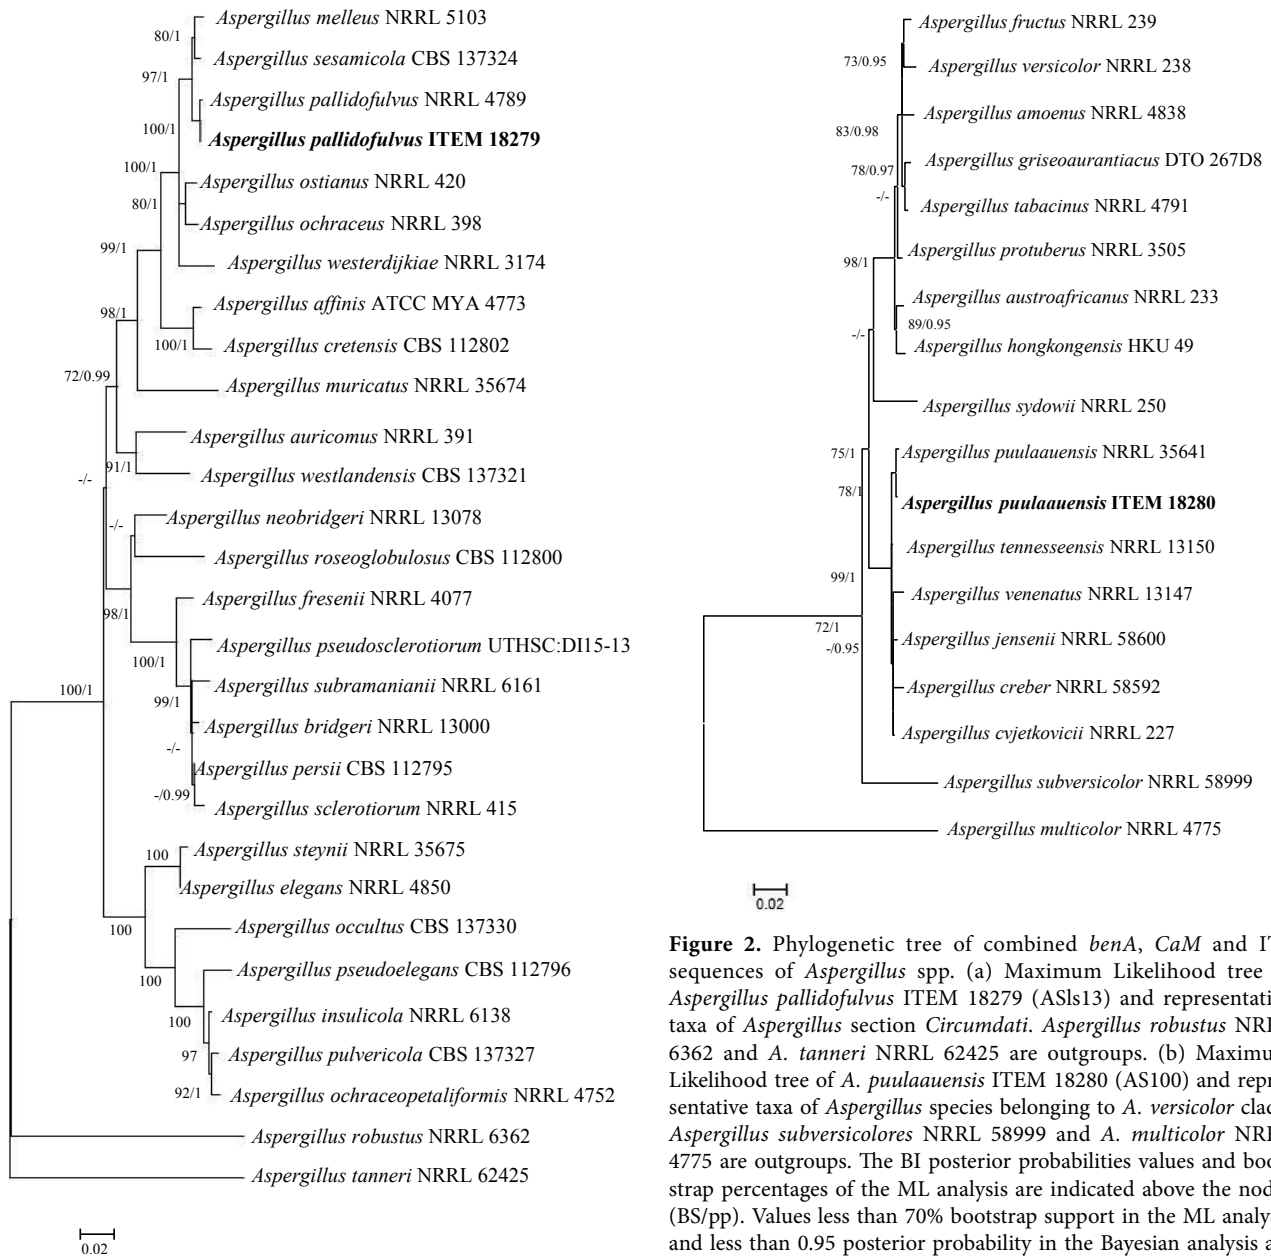 Aspergillus melleus NRRL 5103
80/1
Aspergillus sesamicola CBS 137324
97/1
Aspergillus pallidofulvus NRRL 4789
100/1
Aspergillus pallidofulvus ITEM 18279
100/1
Aspergillus ostianus NRRL 420
80/1
Aspergillus ochraceus NRRL 398
99/1
Aspergillus westerdijkiae NRRL 3174
Aspergillus affinis ATCC MYA 4773
98/1
100/1
Aspergillus cretensis CBS 112802
72/0.99
Aspergillus muricatus NRRL 35674
Aspergillus auricomus NRRL 391
91/1
Aspergillus westlandensis CBS 137321
-/-
Aspergillus neobridgeri NRRL 13078
-/-
Aspergillus roseoglobulosus CBS 112800
Aspergillus fresenii NRRL 4077
98/1
Aspergillus pseudosclerotiorum UTHSC:DI15-13
100/1
Aspergillus subramanianii NRRL 6161
100/1
99/1
Aspergillus bridgeri NRRL 13000
-/-
Aspergillus persii CBS 112795
-/0.99
Aspergillus sclerotiorum NRRL 415
Aspergillus steynii NRRL 35675
100
Aspergillus elegans NRRL 4850
Aspergillus occultus CBS 137330
100
Aspergillus pseudoelegans CBS 112796
100
Aspergillus insulicola NRRL 6138
100
Aspergillus pulvericola CBS 137327
97
Aspergillus ochraceopetaliformis NRRL 4752
92/1
Aspergillus robustus NRRL 6362
Aspergillus tanneri NRRL 62425
0.02
Aspergillus fructus NRRL 239
73/0.95
Aspergillus versicolor NRRL 238
Aspergillus amoenus NRRL 4838
83/0.98
Aspergillus griseoaurantiacus DTO 267D8
78/0.97
-/-
Aspergillus tabacinus NRRL 4791
Aspergillus protuberus NRRL 3505
98/1
Aspergillus austroafricanus NRRL 233
89/0.95
-/-
Aspergillus hongkongensis HKU 49
Aspergillus sydowii NRRL 250
75/1
Aspergillus puulaauensis NRRL 35641
78/1
Aspergillus puulaauensis ITEM 18280
Aspergillus tennesseensis NRRL 13150
99/1
Aspergillus venenatus NRRL 13147
72/1
Aspergillus jensenii NRRL 58600
-/0.95
Aspergillus creber NRRL 58592
Aspergillus cvjetkovicii NRRL 227
Aspergillus subversicolor NRRL 58999
Aspergillus multicolor NRRL 4775
0.02
Figure 2. Phylogenetic tree of combined benA, CaM and IT
sequences of Aspergillus spp. (a) Maximum Likelihood tree
Aspergillus pallidofulvus ITEM 18279 (ASls13) and representati
taxa of Aspergillus section Circumdati. Aspergillus robustus NR
6362 and A. tanneri NRRL 62425 are outgroups. (b) Maximu
Likelihood tree of A. puulaauensis ITEM 18280 (AS100) and repr
sentative taxa of Aspergillus species belonging to A. versicolor cla
Aspergillus subversicolores NRRL 58999 and A. multicolor NR
4775 are outgroups. The BI posterior probabilities values and boo
strap percentages of the ML analysis are indicated above the nod
(BS/pp). Values less than 70% bootstrap support in the ML analy
and less than 0.95 posterior probability in the Bayesian analysis a